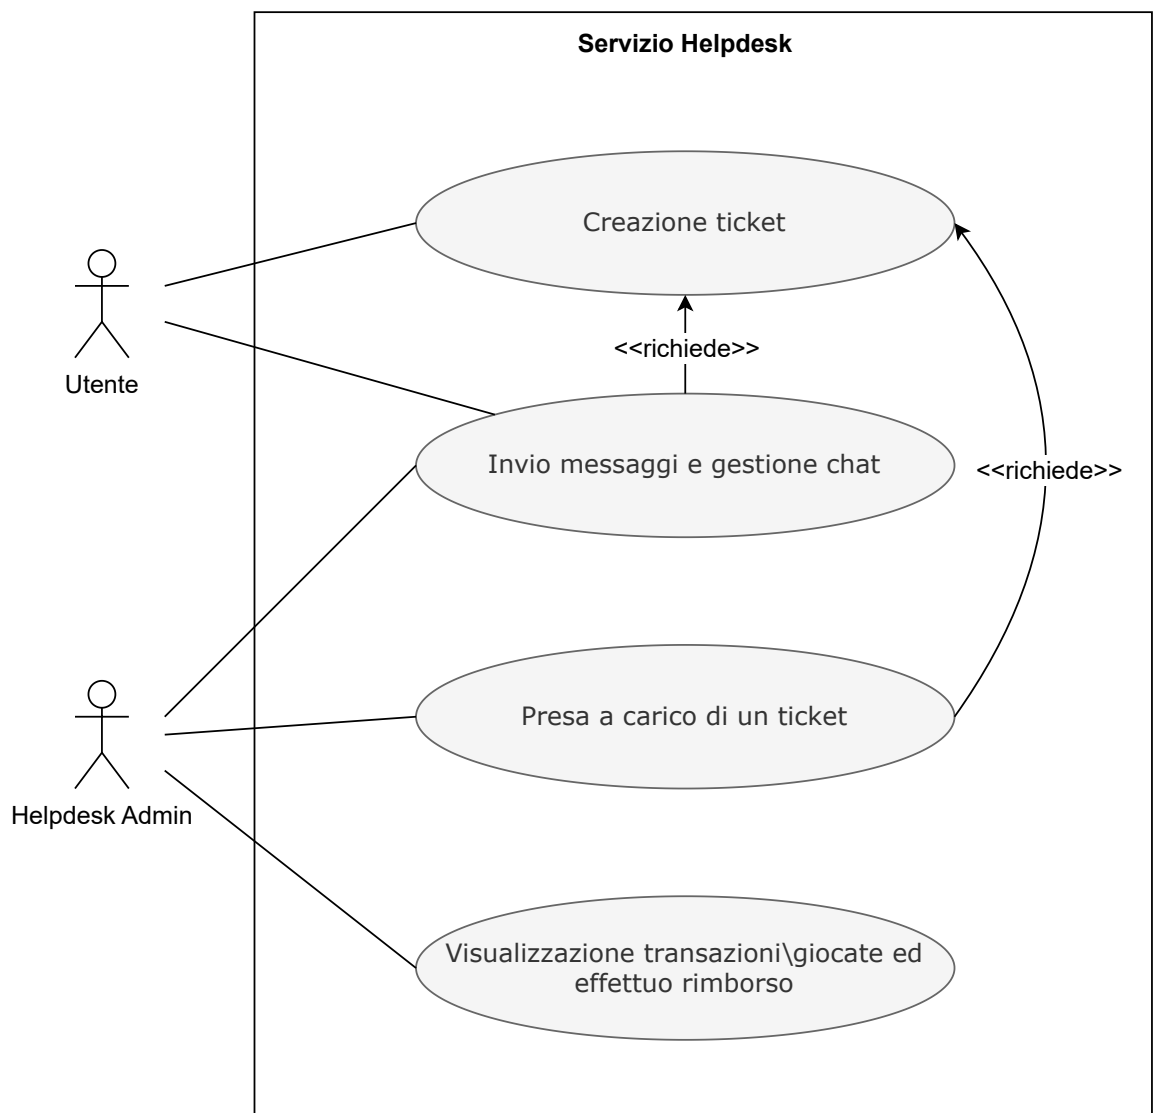 Servizio Helpdesk
Creazione ticket
<<richiede>>
Utente
Invio messaggi e gestione chat
<<richiede>>
Presa a carico di un ticket
Helpdesk Admin
Visualizzazione transazioni\giocate ed
effettuo rimborso